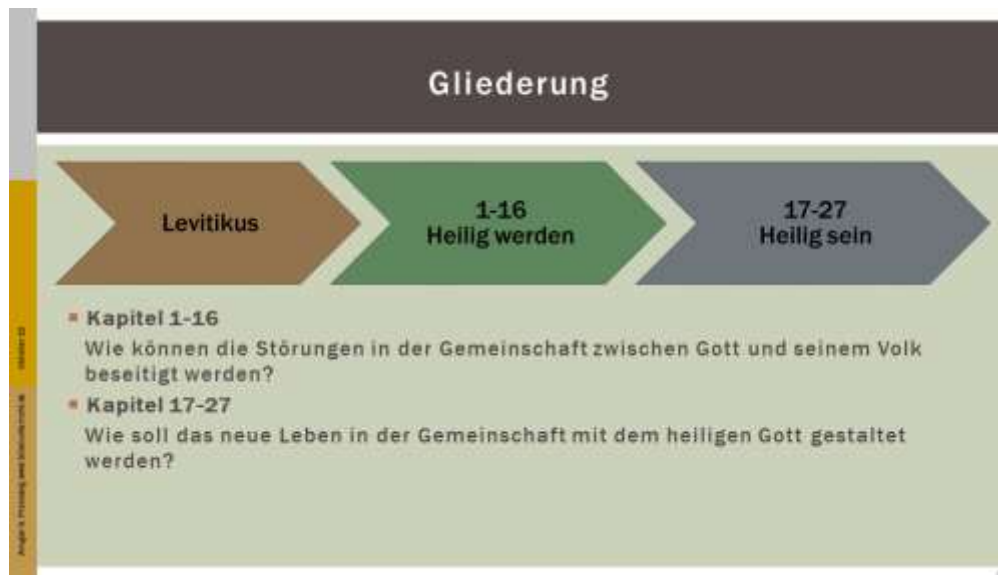 Gliederung
Levitikus
1-16
Heilig werden
17-27
Heilig sein
Kapitel 1-16
Wie können die Störungen in der Gemeinschaft zwischen Gott und seinem Volk
beseitigt werden?
Kapitel 17-27
Wie soll das neue Leben in der Gemeinschaft mit dem heiligen Gott gestaltet
werden?